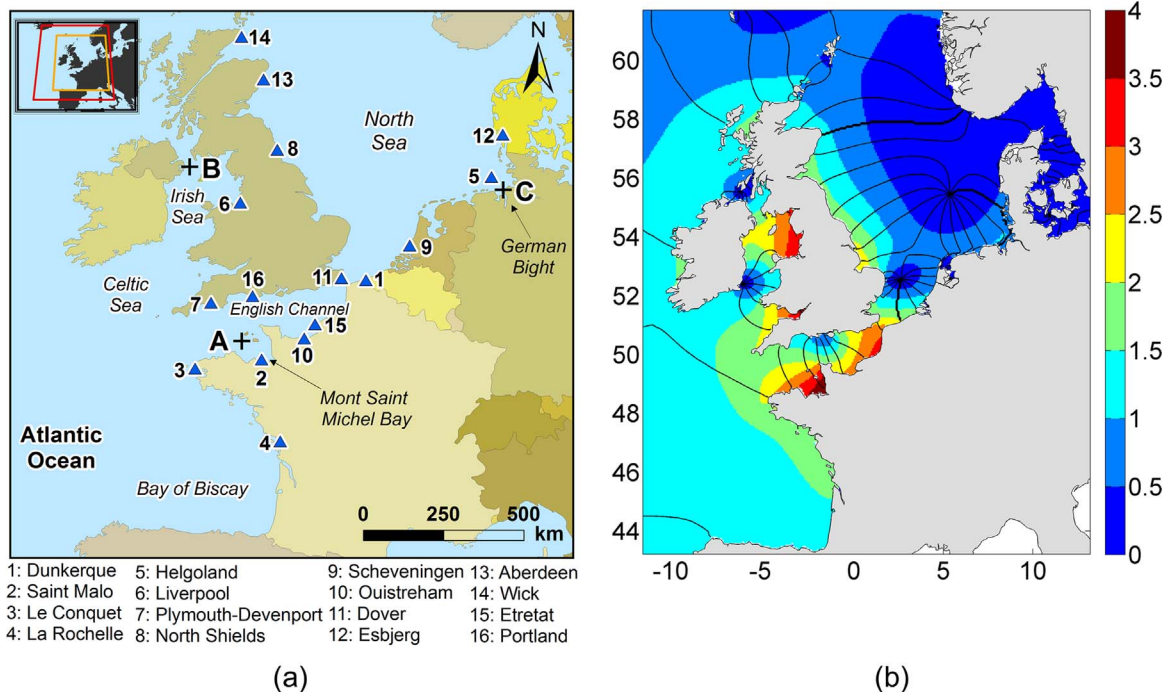 14
N
13
North
Sea
12
8
B
5
C
Irish
Sea
6
German
Bight
9
Celtic
Sea
16
11
1
7
English Channel
15
A
10
3
2
Mont Saint
Michel Bay
Atlantic
Ocean
4
Bay of Biscay
0 250 500
km
1: Dunkerque 5: Helgoland 9: Scheveningen 13: Aberdeen
2: Saint Malo 6: Liverpool 10: Ouistreham 14: Wick
3: Le Conquet 7: Plymouth-Devenport 11: Dover 15: Etretat
4: La Rochelle 8: North Shields 12: Esbjerg 16: Portland
(a)
60
58
56
54
52
50
48
46
44
-10 -5 0 5 10
4
3.5
3
2.5
2
1.5
1
0.5
0
(b)